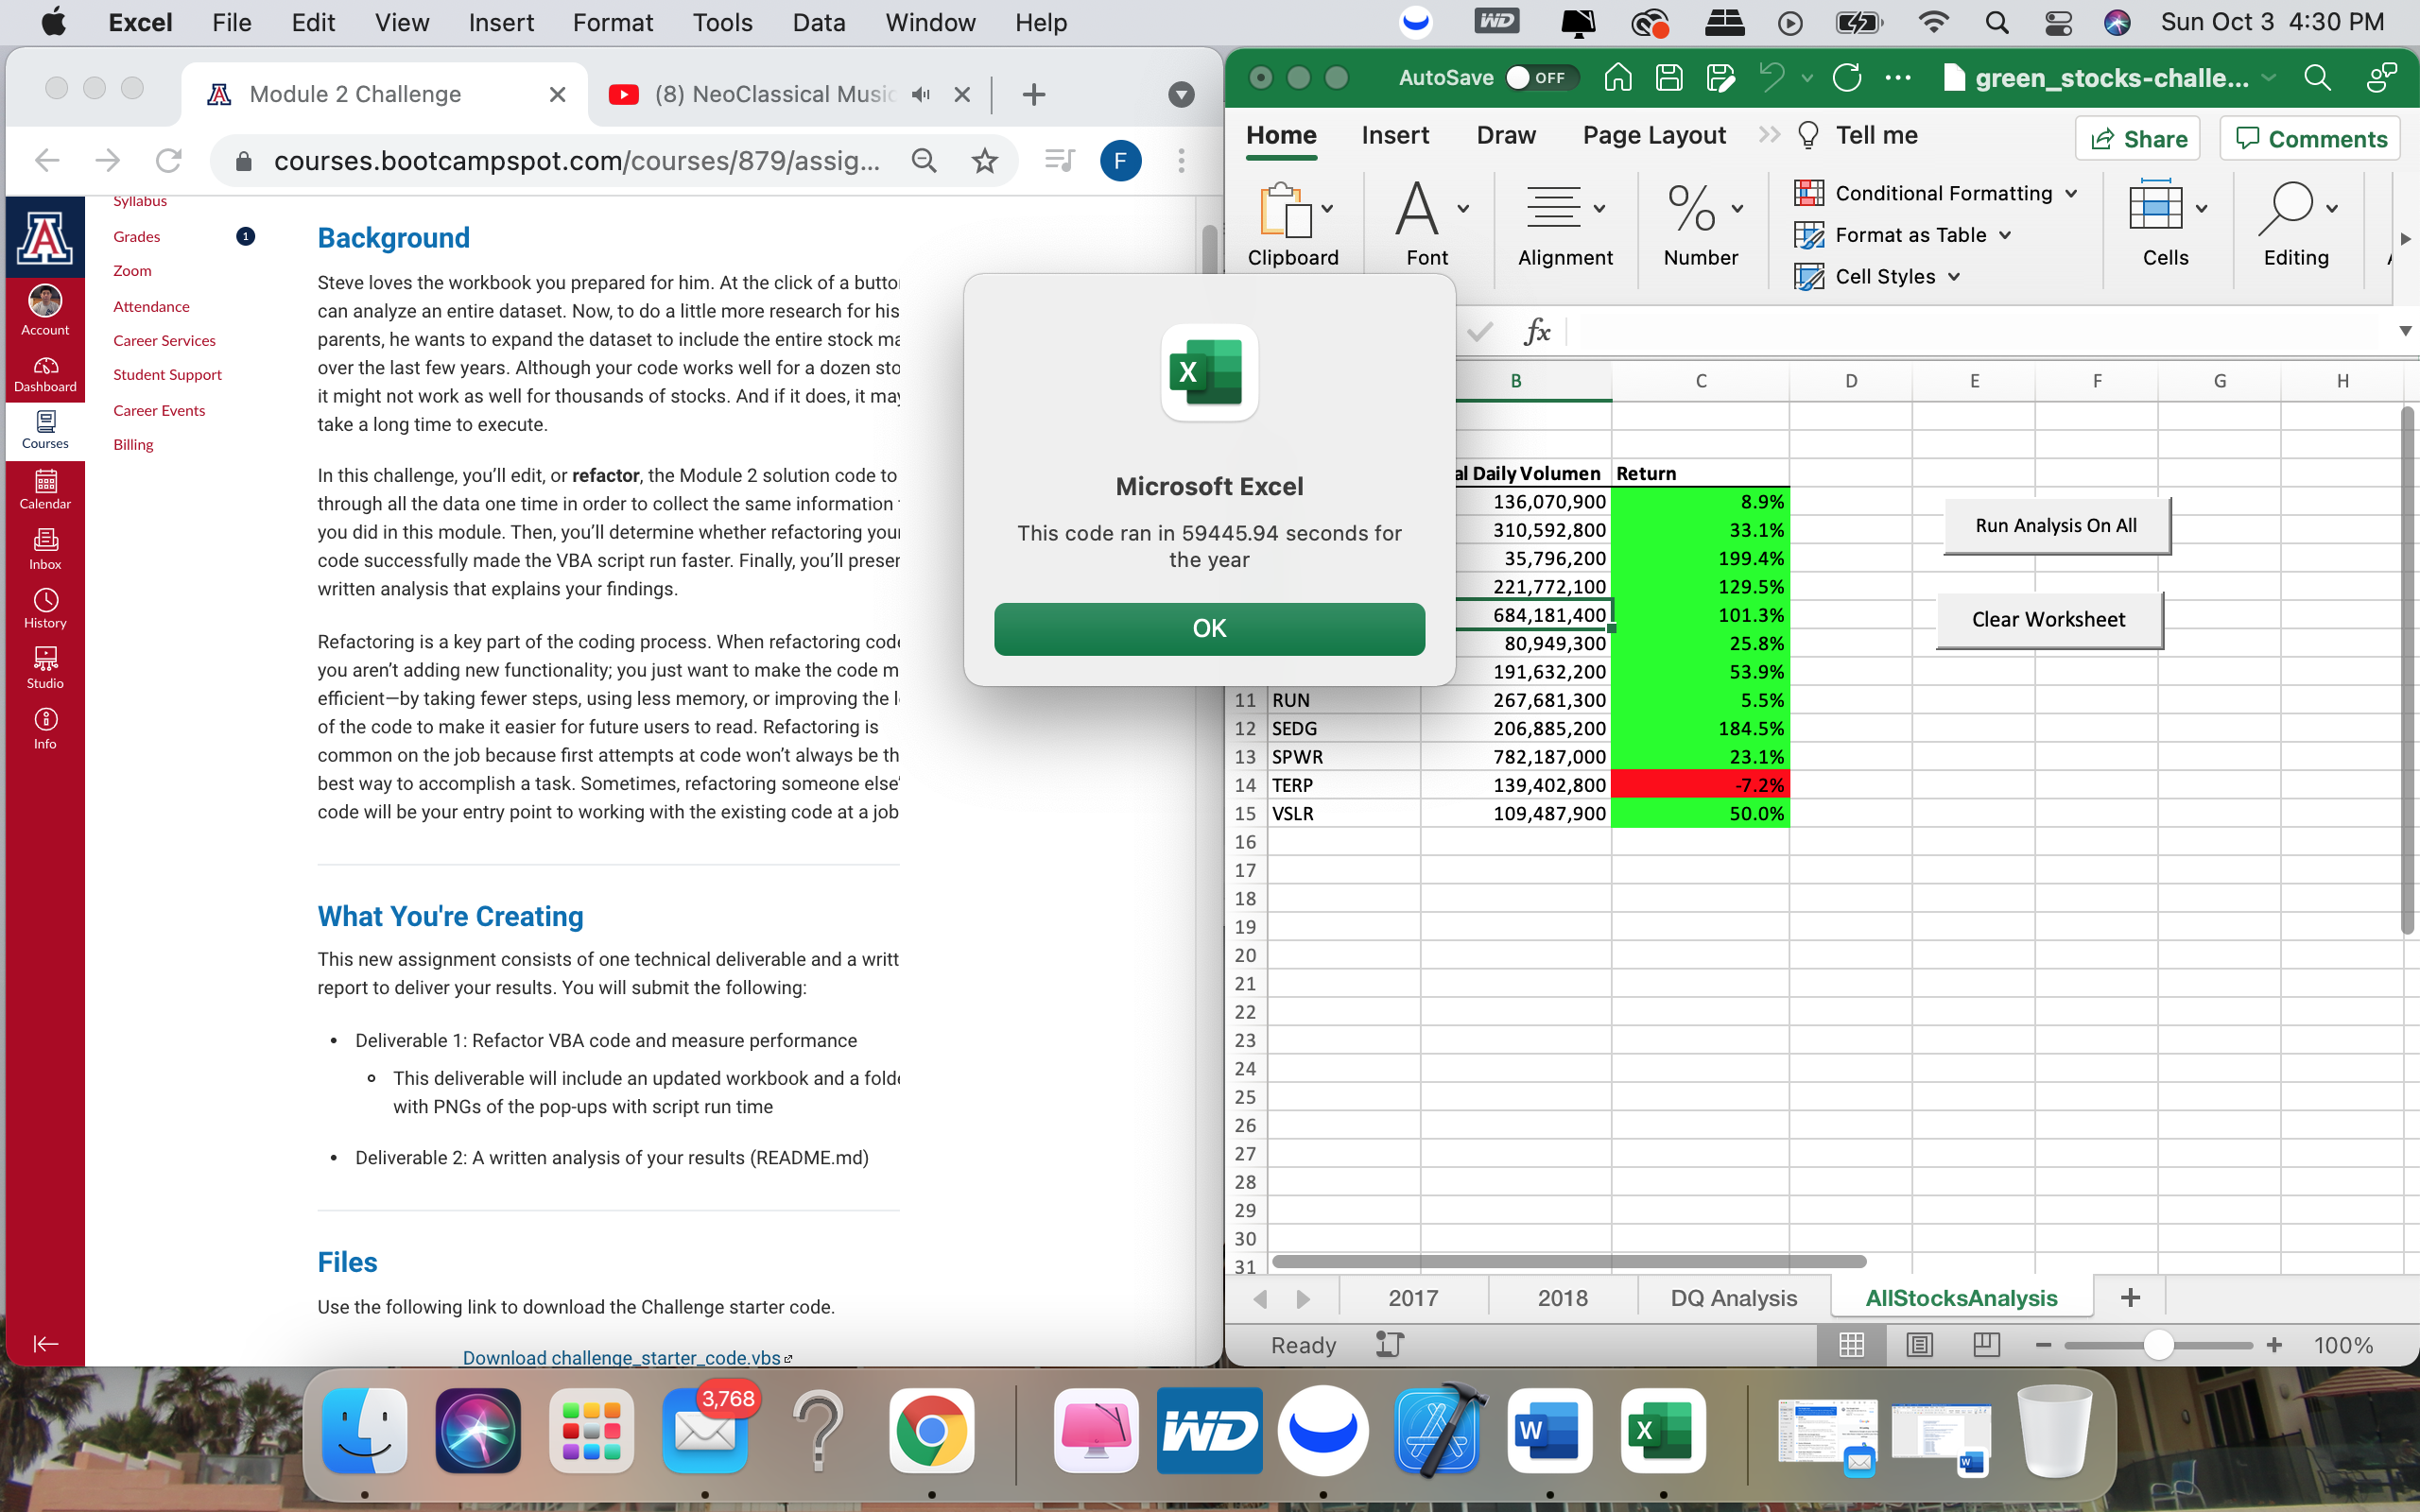 Excel File Edit View Insert Format Tools Data Window Help
WD
Sun Oct 3 4:30 PM
Module 2 Challenge
(8) NeoClassical Music
courses.bootcampspot.com/courses/879/assig...
F
Syllabus
Grades
1
Zoom
Attendance
Career Services
Student Support
Career Events
Billing
A
Account
Dashboard
Courses
Calendar
Inbox
History
Studio
Info
Background
Steve loves the workbook you prepared for him. At the click of a butto
can analyze an entire dataset. Now, to do a little more research for his
parents, he wants to expand the dataset to include the entire stock ma
over the last few years. Although your code works well for a dozen sto
it might not work as well for thousands of stocks. And if it does, it may
take a long time to execute.
In this challenge, you'll edit, or refactor, the Module 2 solution code to
through all the data one time in order to collect the same information
you did in this module. Then, you'll determine whether refactoring your
code successfully made the VBA script run faster. Finally, you'll presen
written analysis that explains your findings.
Refactoring is a key part of the coding process. When refactoring code
you aren't adding new functionality; you just want to make the code m
efficient—by taking fewer steps, using less memory, or improving the l
of the code to make it easier for future users to read. Refactoring is
common on the job because first attempts at code won't always be th
best way to accomplish a task. Sometimes, refactoring someone else'
code will be your entry point to working with the existing code at a job
What You're Creating
This new assignment consists of one technical deliverable and a writt
report to deliver your results. You will submit the following:
• Deliverable 1: Refactor VBA code and measure performance
This deliverable will include an updated workbook and a folde
with PNGs of the pop-ups with script run time
• Deliverable 2: A written analysis of your results (README.md)
Files
Use the following link to download the Challenge starter code.
Download challenge_starter_code.vbs
AutoSave OFF
green_stocks-challe...
Home Insert Draw Page Layout Tell me
Share Comments
Clipboard
Font
Alignment
%
Number
Conditional Formatting
Format as Table
Cell Styles
Cells
Editing
fx
X
Microsoft Excel
This code ran in 59445.94 seconds for
the year
OK
B C D E F G H
al Daily Volumen Return
136,070,900 8.9%
310,592,800 33.1%
35,796,200 199.4%
221,772,100 129.5%
684,181,400 101.3%
80,949,300 25.8%
191,632,200 53.9%
11 RUN 267,681,300 5.5%
12 SEDG 206,885,200 184.5%
13 SPWR 782,187,000 23.1%
14 TERP 139,402,800 -7.2%
15 VSLR 109,487,900 50.0%
Run Analysis On All
Clear Worksheet
16
17
18
19
20
21
22
23
24
25
26
27
28
29
30
31
2017 2018 DQ Analysis AllStocksAnalysis
Ready
100%
3,768
WD
W
X
W